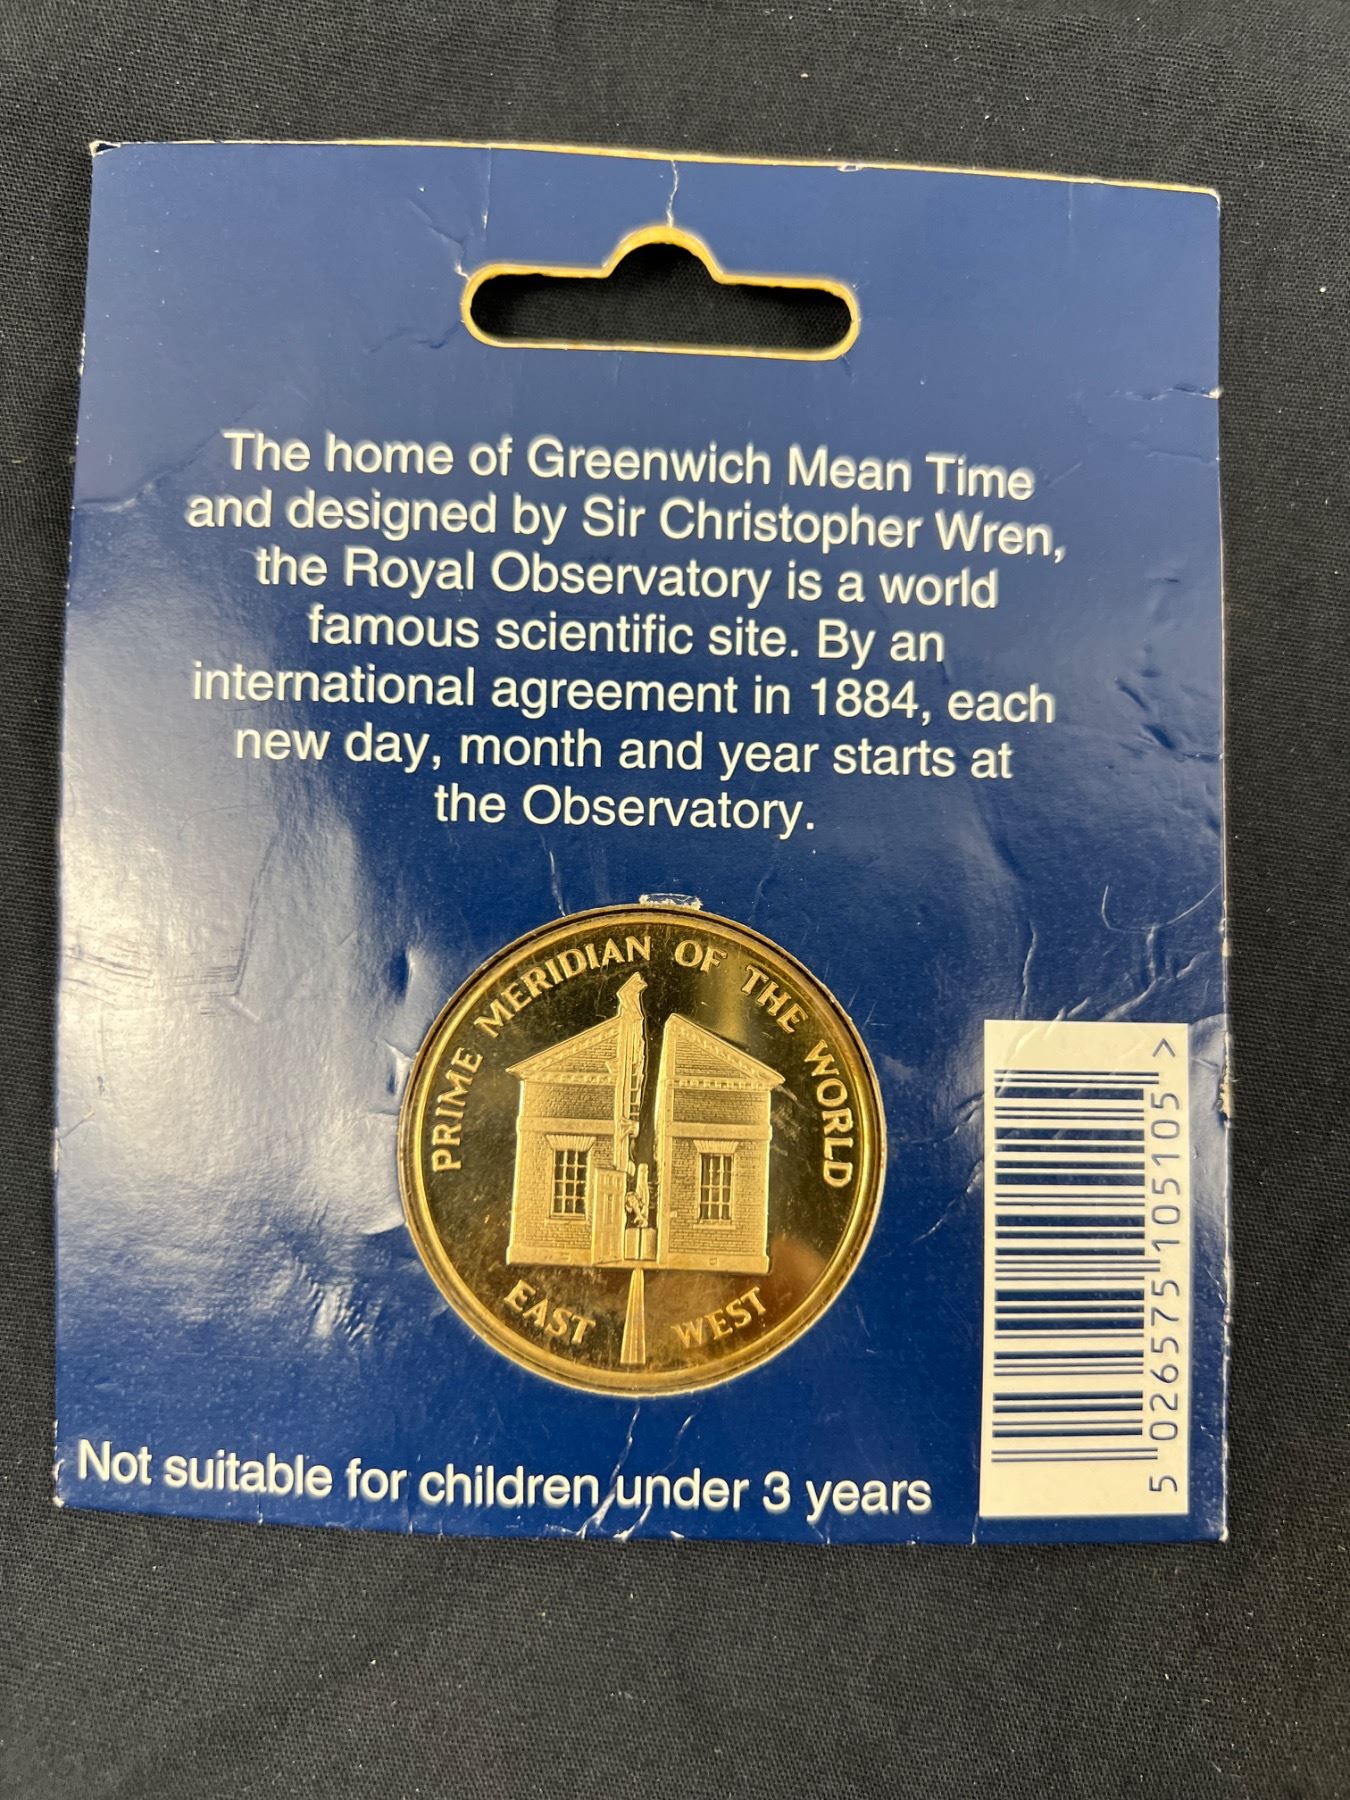 The home of Greenwich Mean Time
and designed by Sir Christopher Wren,
the Royal Observatory is a world
famous scientific site. By an
international agreement in 1884, each
new day, month and year starts at
the Observatory.
PRIME MERIDIAN OF THE WORLD
EAST WEST
Not suitable for children under 3 years
5 026575 105105 >